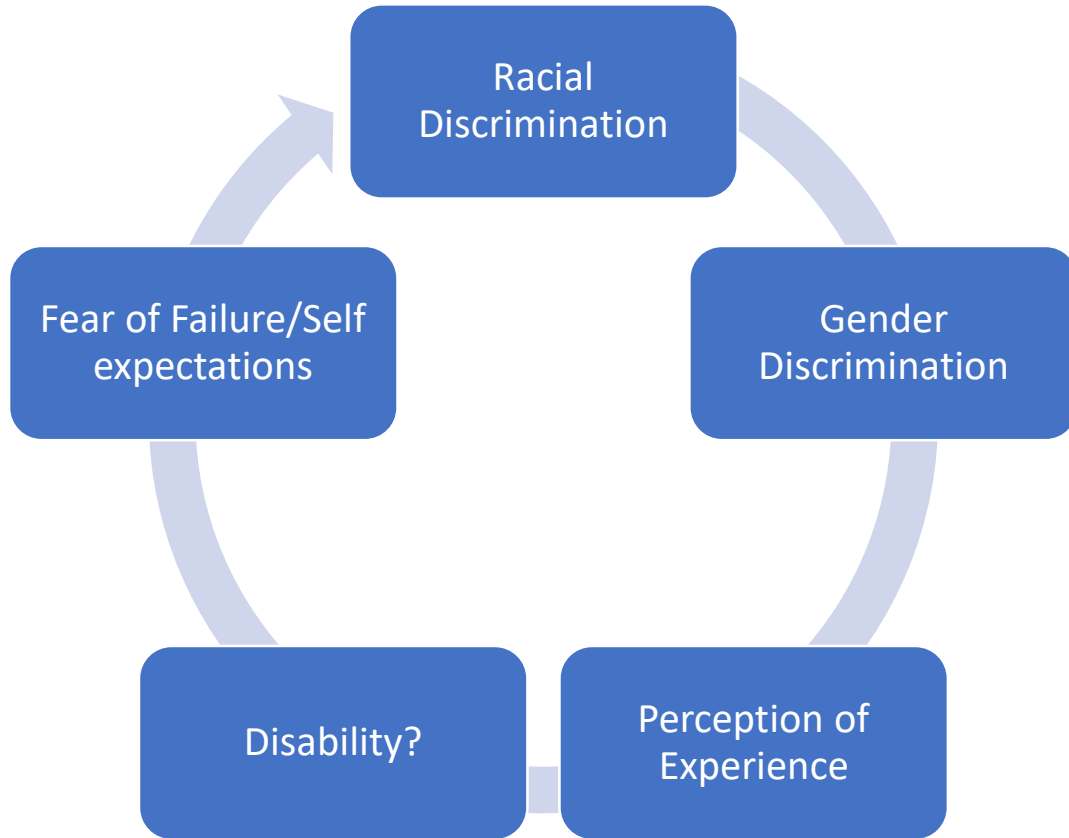 Racial
Discrimination
Gender
Discrimination
Perception of
Experience
Disability?
Fear of Failure/Self
expectations